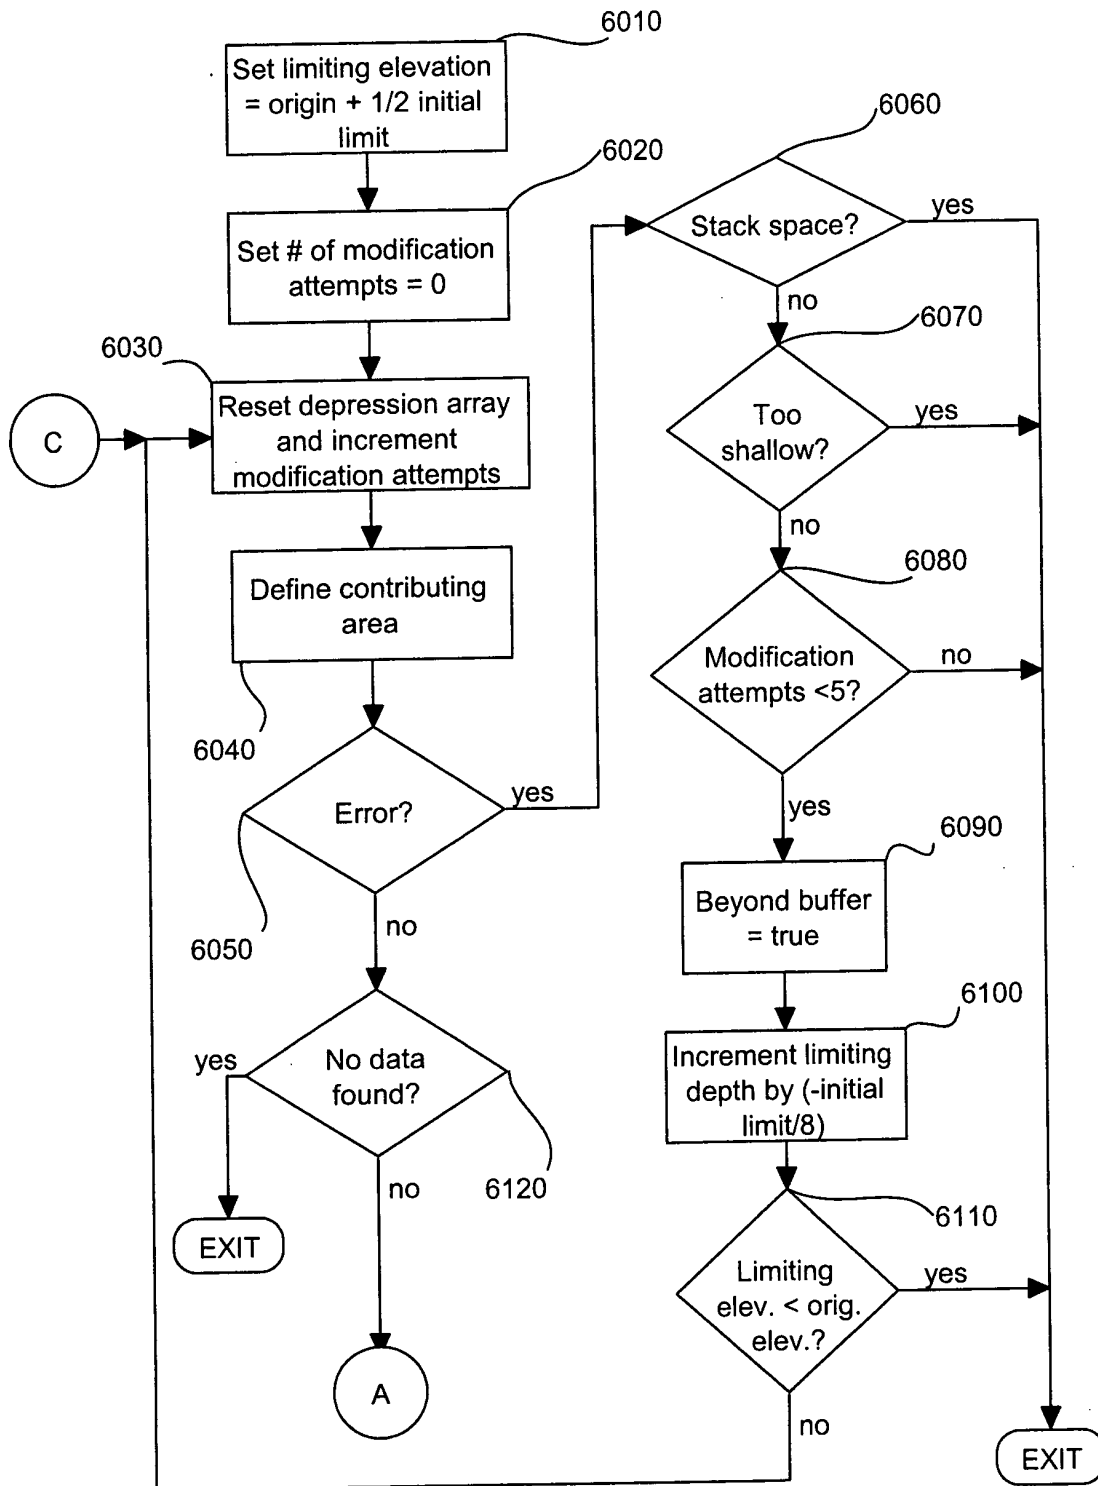 6010
Set limiting elevation
= origin + 1/2 initial
limit
6020
Set # of modification
attempts = 0
6030
C
Reset depression array
and increment
modification attempts
Define contributing
area
6040
Error?
yes
6050
no
No data
found?
yes
6120
no
EXIT
A
6060
Stack space?
yes
no
6070
Too
shallow?
yes
no
6080
Modification
attempts <5?
no
yes
6090
Beyond buffer
= true
6100
Increment limiting
depth by (-initial
limit/8)
6110
Limiting
elev. < orig.
elev.?
yes
no
EXIT